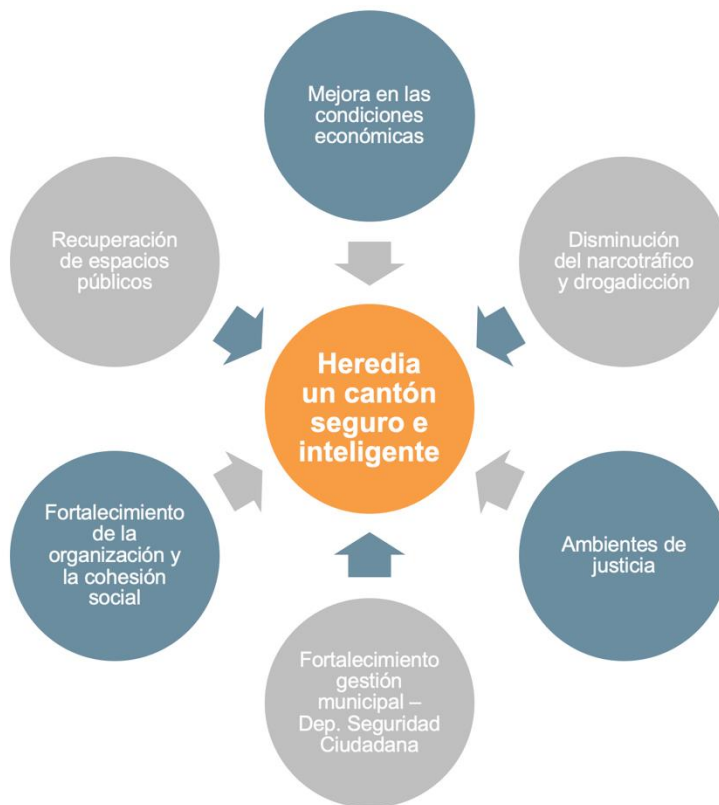 Mejora en las
condiciones
económicas
Recuperación
de espacios
públicos
Disminución
del narcotráfico
y drogadicción
Heredia
un cantón
seguro e
inteligente
Fortalecimiento
de la
organización y
la cohesión
social
Ambientes de
justicia
Fortalecimiento
gestión
municipal –
Dep. Seguridad
Ciudadana